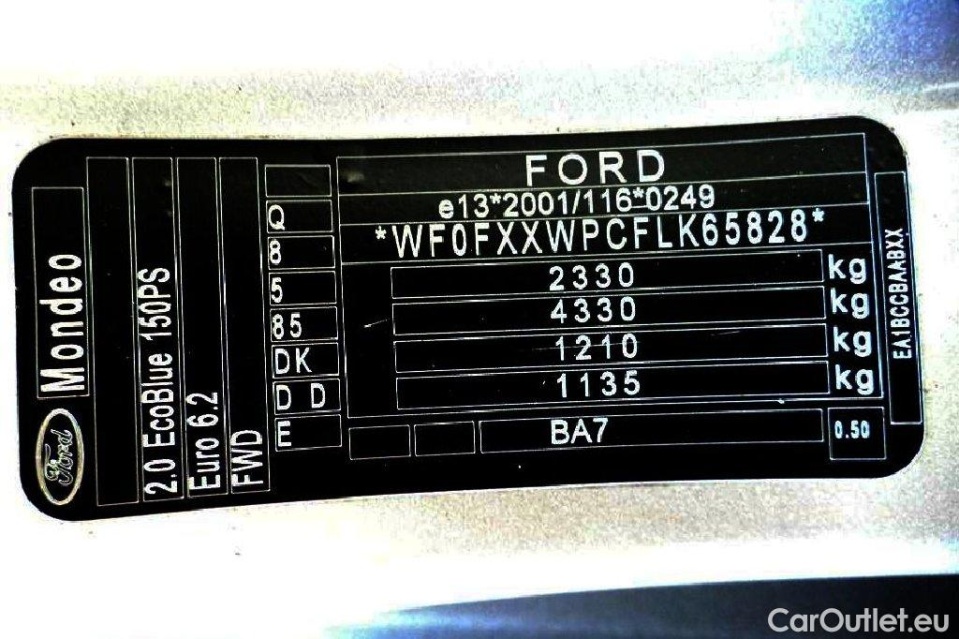 FORD
e13*2001/116*0249
*WF0FXXWPCFLK65828*
2330 kg
4330 kg
1210 kg
1135 kg
BA7
0.50
Q
8
5
85
DK
D D
E
Mondeo
Ford
2.0 EcoBlue 150PS
Euro 6.2
FWD
EA1BCCBAABXX
CarOutlet.eu